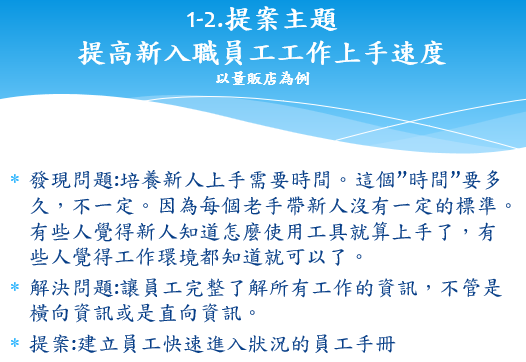 1-2.提案主題
提高新入職員工工作上手速度
以量販店為例
* 發現問題:培養新人上手需要時間。這個”時間”要多
久，不一定。因為每個老手帶新人沒有一定的標準。
有些人覺得新人知道怎麼使用工具就算上手了，有
些人覺得工作環境都知道就可以了。
* 解決問題:讓員工完整了解所有工作的資訊，不管是
橫向資訊或是直向資訊。
* 提案:建立員工快速進入狀況的員工手冊